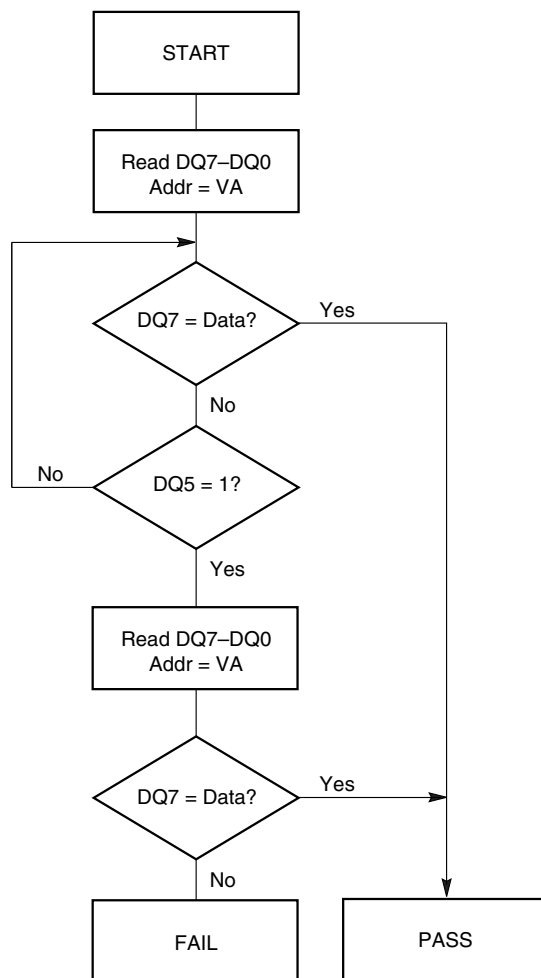 START
Read DQ7–DQ0
Addr = VA
DQ7 = Data?
Yes
No
No
DQ5 = 1?
Yes
Read DQ7–DQ0
Addr = VA
DQ7 = Data?
Yes
No
FAIL
PASS